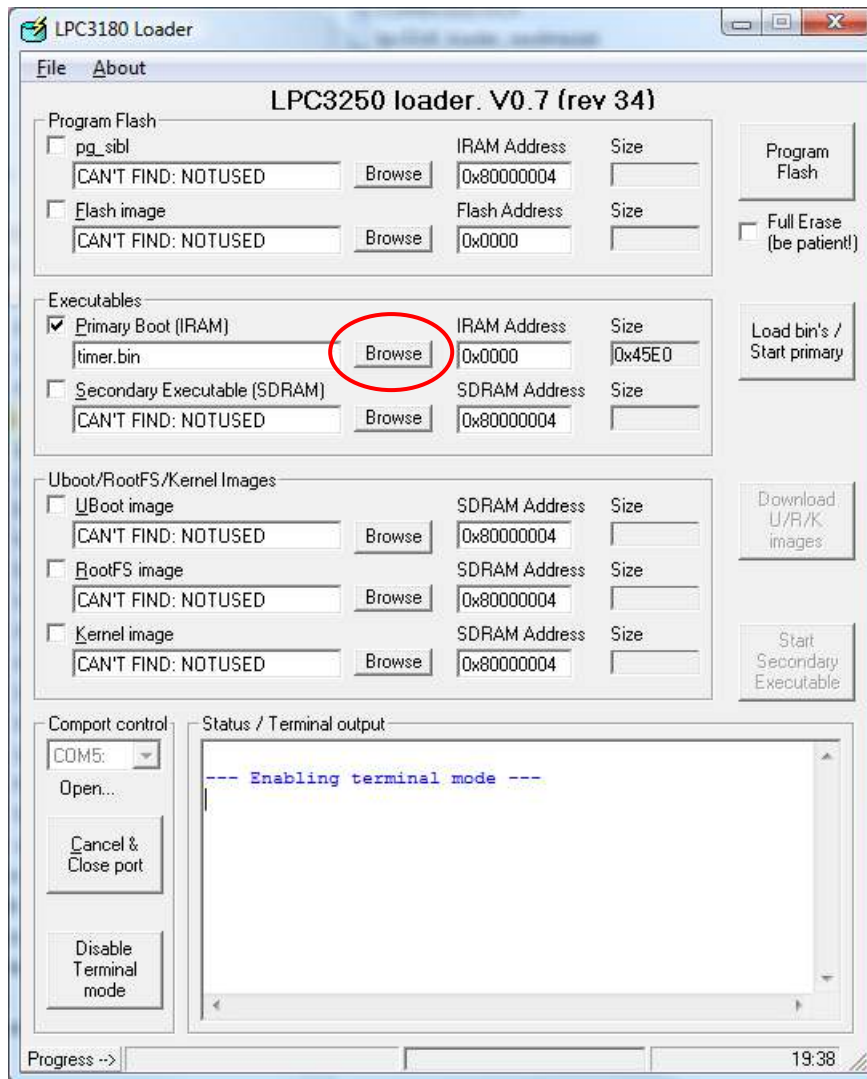 LPC3180 Loader
File About
LPC3250 loader. V0.7 (rev 34)
Program Flash
pg_sibl IRAM Address Size
CAN'T FIND: NOTUSED Browse 0x80000004
Flash image Flash Address Size
CAN'T FIND: NOTUSED Browse 0x0000
Program
Flash
Full Erase
(be patient!)
Executables
Primary Boot (IRAM) IRAM Address Size
timer.bin Browse 0x0000 0x45E0
Secondary Executable (SDRAM) SDRAM Address Size
CAN'T FIND: NOTUSED Browse 0x80000004
Load bin's /
Start primary
Uboot/RootFS/Kernel Images
UBoot image SDRAM Address Size
CAN'T FIND: NOTUSED Browse 0x80000004
RootFS image SDRAM Address Size
CAN'T FIND: NOTUSED Browse 0x80000004
Kernel image SDRAM Address Size
CAN'T FIND: NOTUSED Browse 0x80000004
Download
U/R/K
images
Start
Secondary
Executable
Comport control
COM5:
Open...
Cancel &
Close port
Disable
Terminal
mode
Status / Terminal output
--- Enabling terminal mode ---
Progress --> 19:38